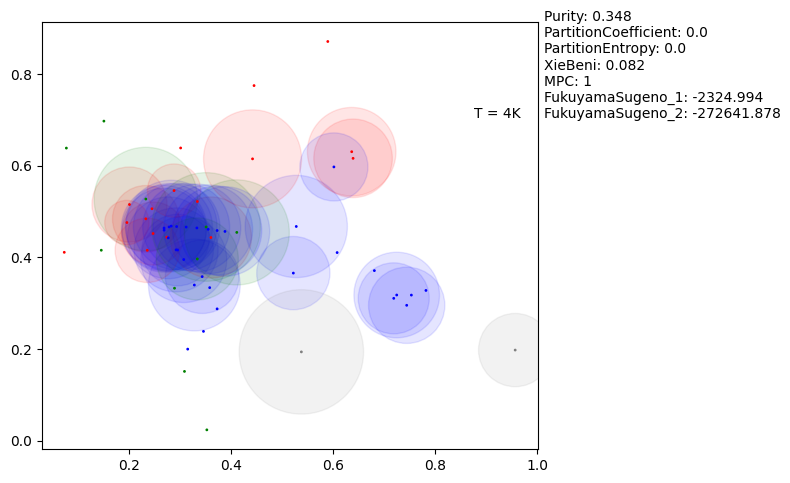 Purity: 0.348
PartitionCoefficient: 0.0
PartitionEntropy: 0.0
XieBeni: 0.082
MPC: 1
FukuyamaSugeno_1: -2324.994
FukuyamaSugeno_2: -272641.878
T = 4K
0.8
0.6
0.4
0.2
0.0
0.2
0.4
0.6
0.8
1.0